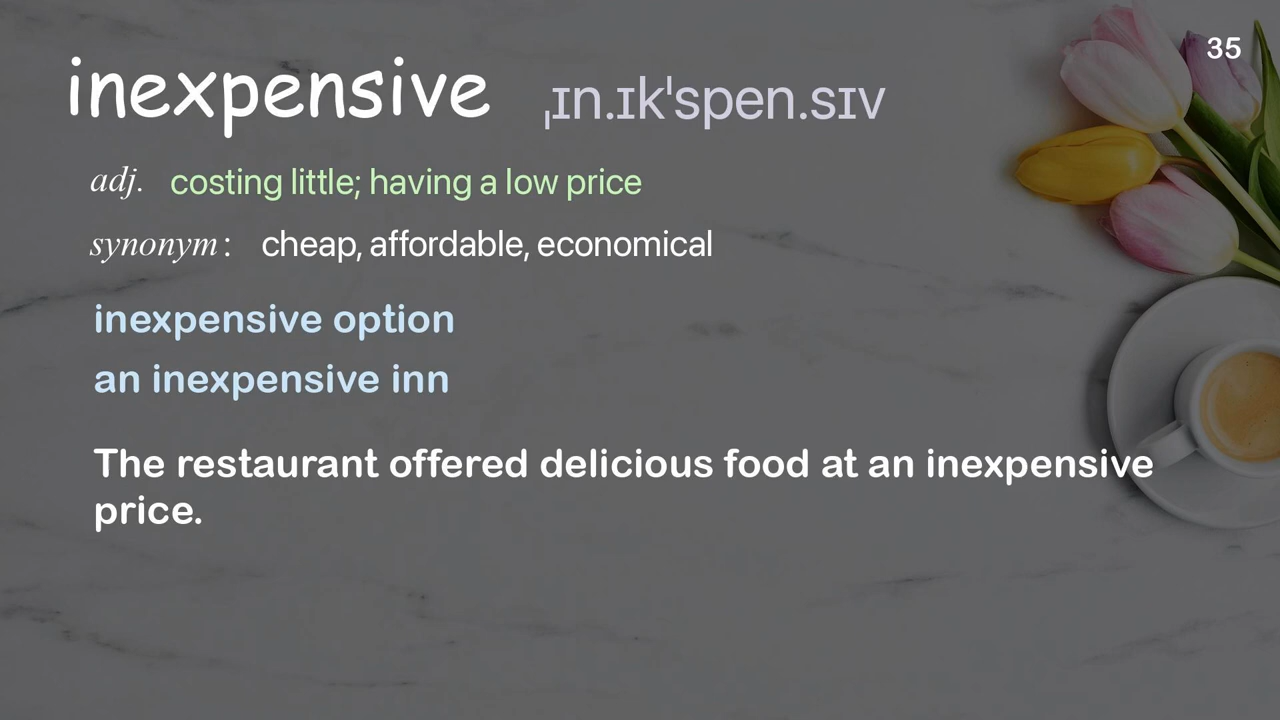 35
inexpensive ˌɪn.ɪkˈspen.sɪv
adj. costing little; having a low price
synonym: cheap, affordable, economical
inexpensive option
an inexpensive inn
The restaurant offered delicious food at an inexpensive
price.